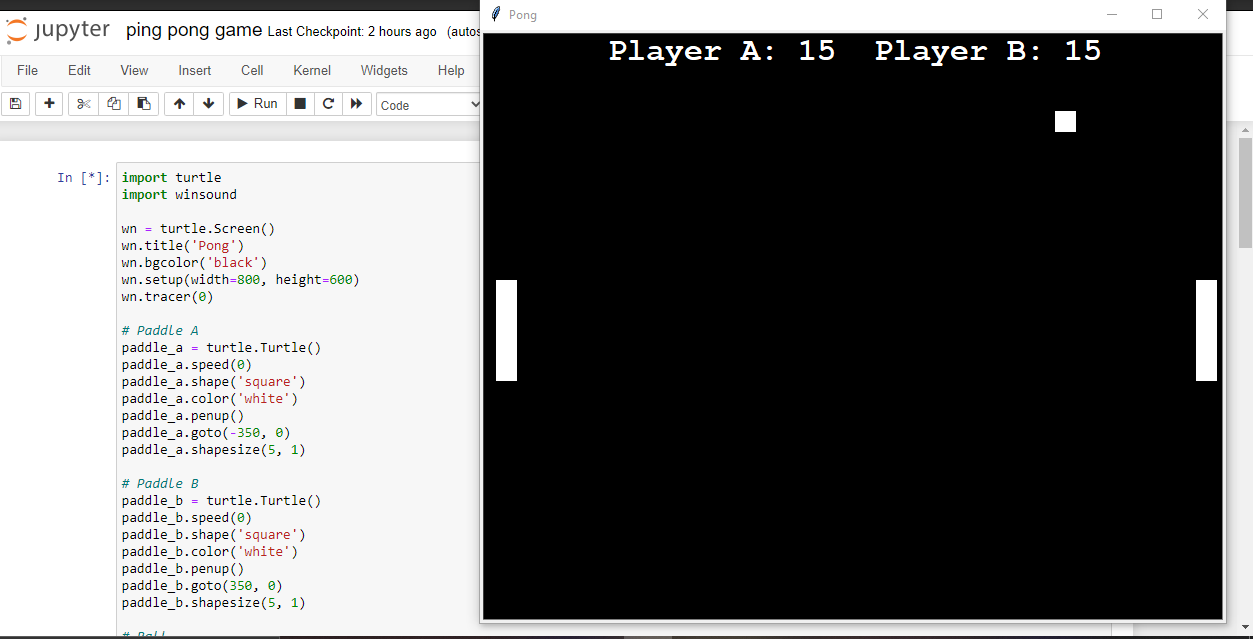 jupyter ping pong game Last Checkpoint: 2 hours ago (autos
File Edit View Insert Cell Kernel Widgets Help
Run Code
In [*]:
import turtle
import winsound
wn = turtle.Screen()
wn.title('Pong')
wn.bgcolor('black')
wn.setup(width=800, height=600)
wn.tracer(0)
# Paddle A
paddle_a = turtle.Turtle()
paddle_a.speed(0)
paddle_a.shape('square')
paddle_a.color('white')
paddle_a.penup()
paddle_a.goto(-350, 0)
paddle_a.shapesize(5, 1)
# Paddle B
paddle_b = turtle.Turtle()
paddle_b.speed(0)
paddle_b.shape('square')
paddle_b.color('white')
paddle_b.penup()
paddle_b.goto(350, 0)
paddle_b.shapesize(5, 1)
# Ball
Pong
Player A: 15 Player B: 15